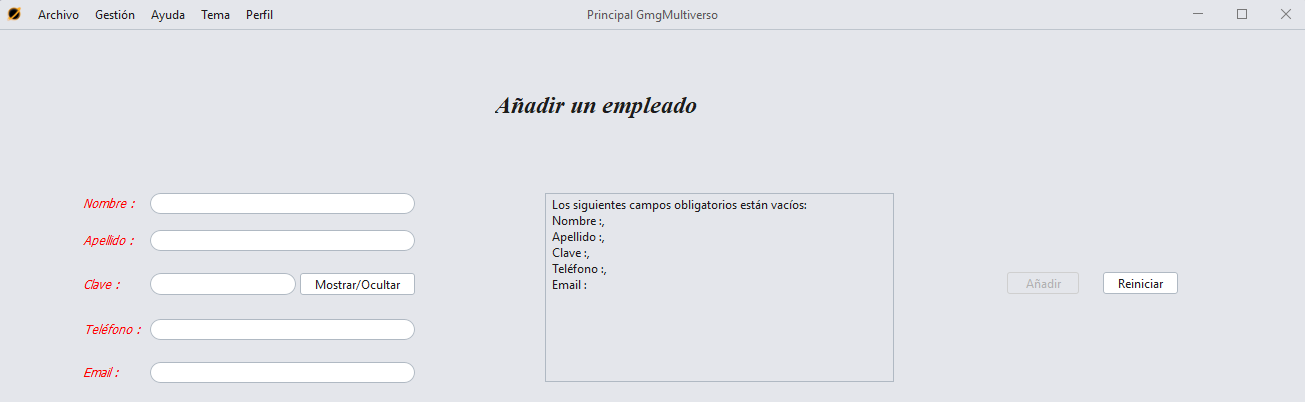 Archivo Gestión Ayuda Tema Perfil Principal GmgMultiverso
Añadir un empleado
Nombre :
Apellido :
Clave : Mostrar/Ocultar
Teléfono :
Email :
Los siguientes campos obligatorios están vacíos:
Nombre :,
Apellido :,
Clave :,
Teléfono :,
Email :
Añadir Reiniciar